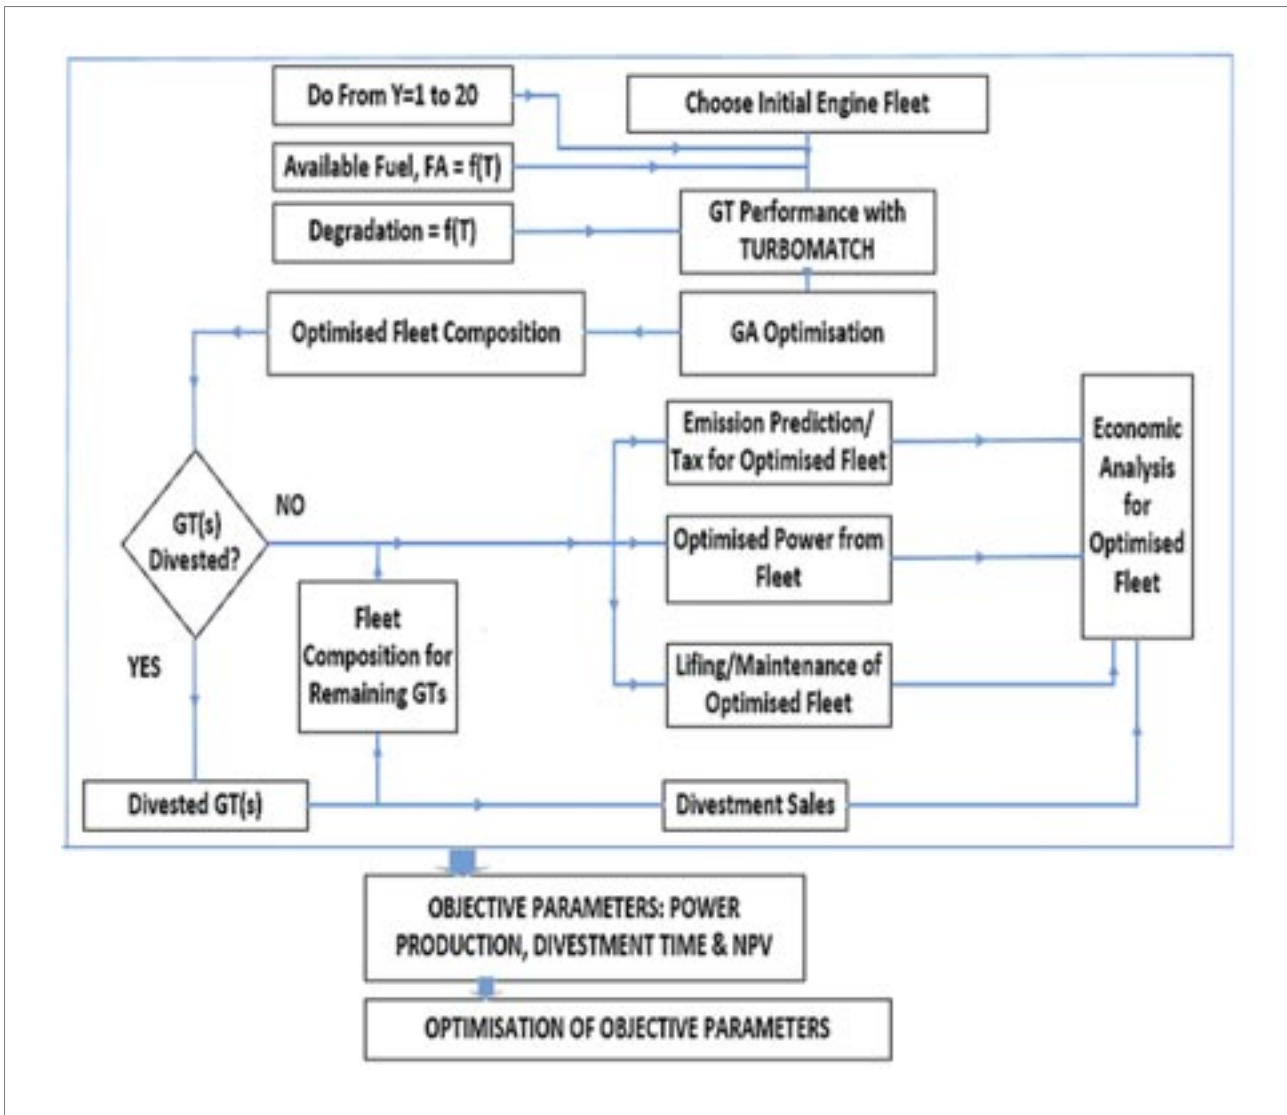 Do From Y=1 to 20
Choose Initial Engine Fleet
Available Fuel, FA = f(T)
Degradation = f(T)
GT Performance with
TURBOMATCH
Optimised Fleet Composition
GA Optimisation
Emission Prediction/
Tax for Optimised Fleet
Economic
Analysis
for
Optimised
Fleet
NO
GT(s)
Divested?
Optimised Power from
Fleet
Fleet
Composition for
Remaining GTs
YES
Lifing/Maintenance of
Optimised Fleet
Divested GT(s)
Divestment Sales
OBJECTIVE PARAMETERS: POWER
PRODUCTION, DIVESTMENT TIME & NPV
OPTIMISATION OF OBJECTIVE PARAMETERS